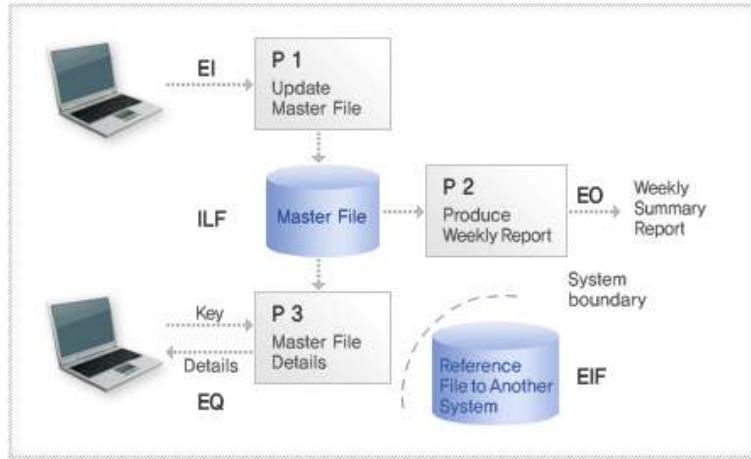 EI
P 1
Update
Master File
ILF
Master File
P 2
Produce
Weekly Report
EO
Weekly
Summary
Report
System
boundary
Key
Details
EQ
P 3
Master File
Details
Reference
File to Another
System
EIF